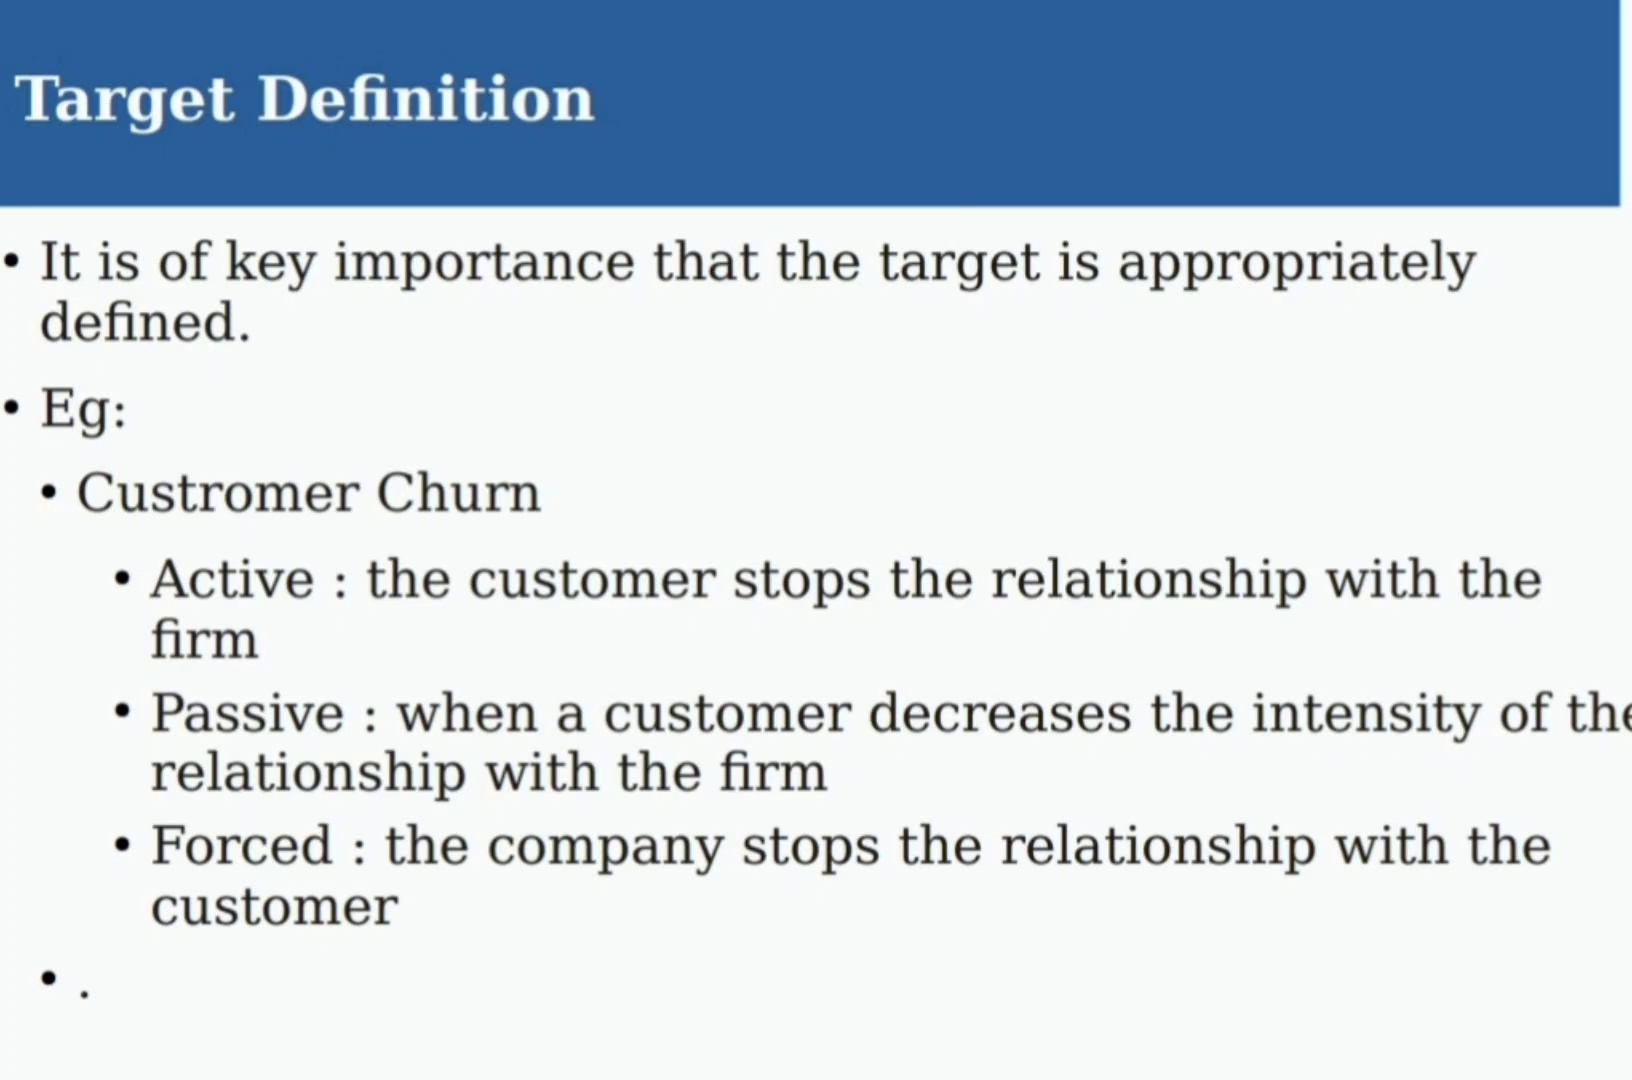 Target Definition
• It is of key importance that the target is appropriately
defined.
• Eg:
• Custromer Churn
• Active : the customer stops the relationship with the
firm
• Passive : when a customer decreases the intensity of the
relationship with the firm
• Forced : the company stops the relationship with the
customer
• .